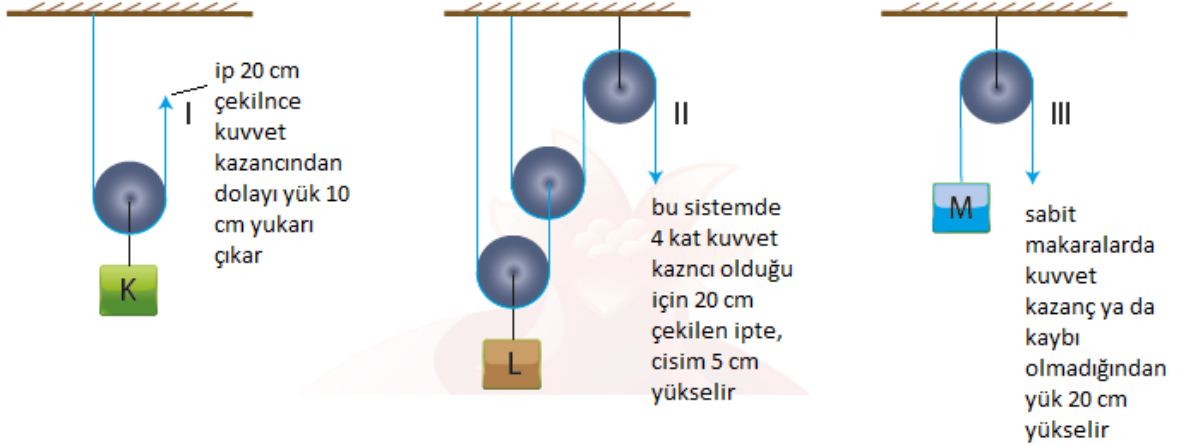 ip 20 cm
çekilnce
kuvvet
kazancından
dolayı yük 10
cm yukarı
çıkar
I
K
II
bu sistemde
4 kat kuvvet
kazncı olduğu
için 20 cm
çekilen ipte,
cisim 5 cm
yükselir
L
III
M
sabit
makaralarda
kuvvet
kazanç ya da
kaybı
olmadığından
yük 20 cm
yükselir